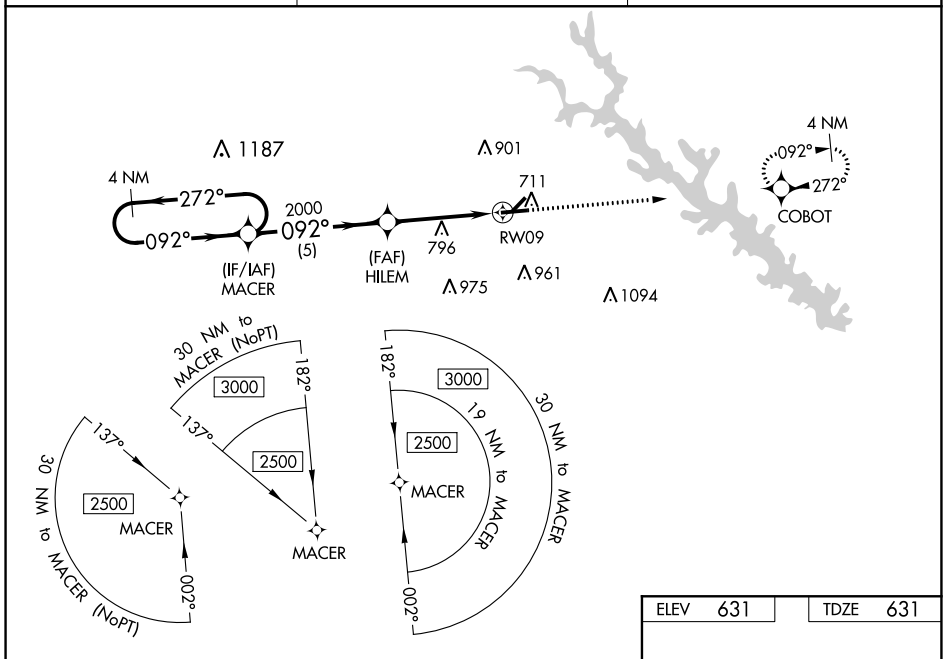 4 NM
092°
272°
COBOT
1187
901
4 NM
272°
092°
2000
092°
(5)
711
RW09
796
(IF/IAF)
MACER
(FAF)
HILEM
975
961
1094
30 NM to
MACER (NoPT)
3000
182°
137°
2500
MACER
137°
2500
MACER
002°
30 NM to MACER (NoPT)
182°
3000
2500
MACER
19 NM to MACER
30 NM to MACER
002°
ELEV 631
TDZE 631